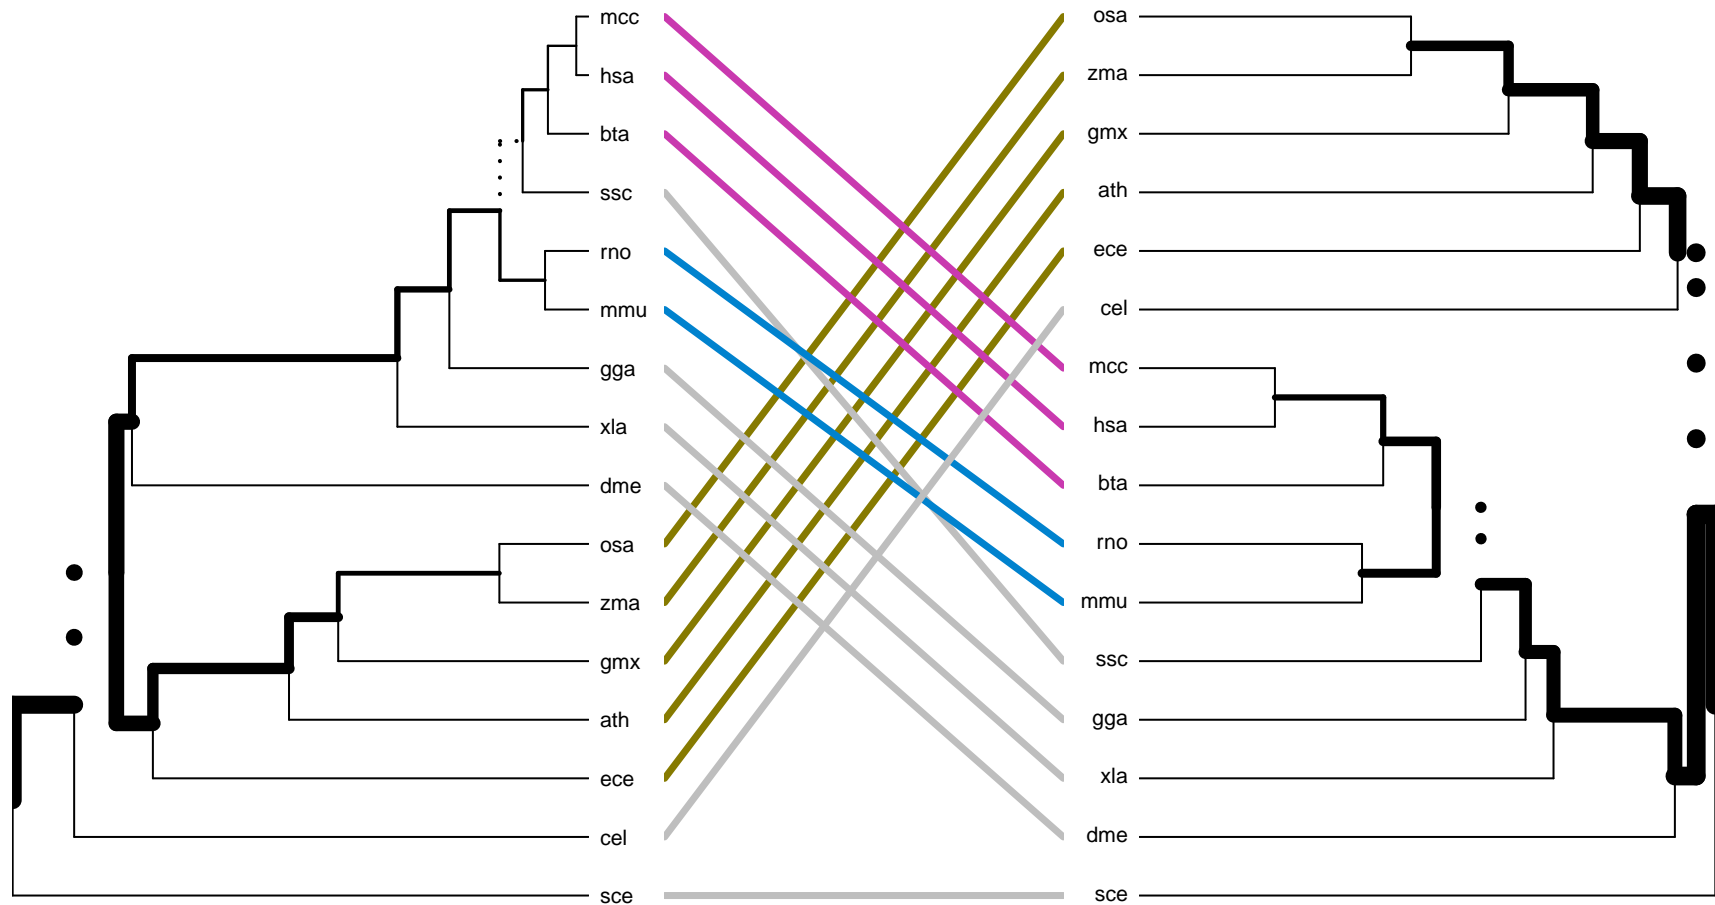 mcc
hsa
bta
ssc
rno
mmu
gga
xla
dme
osa
zma
gmx
ath
ece
cel
sce
osa
zma
gmx
ath
ece
cel
mcc
hsa
bta
rno
mmu
ssc
gga
xla
dme
sce